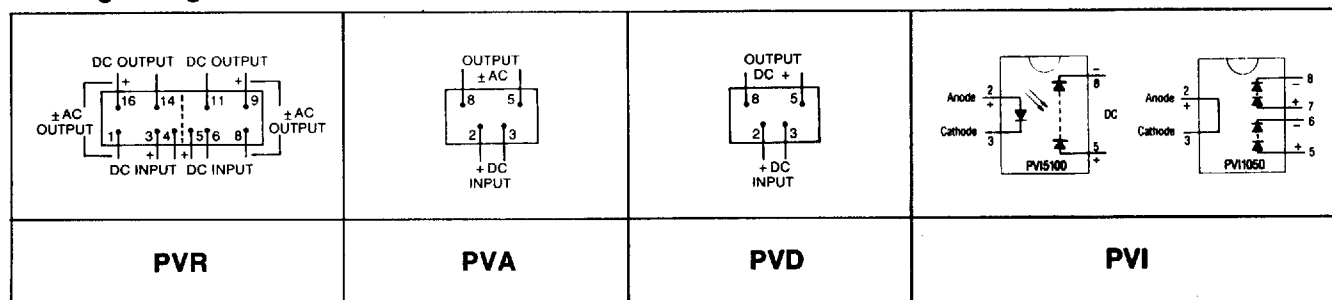 DC OUTPUT DC OUTPUT
+ +
16 14 11 9
± AC
OUTPUT
± AC
OUTPUT
1 3 4 5 6 8
+ +
DC INPUT DC INPUT
PVR
OUTPUT
± AC
8 5
2 3
+ DC
INPUT
PVA
OUTPUT
DC +
8 5
2 3
+ DC
INPUT
PVD
2
Anode
+
Cathode
3
–
8
DC
5
+
PVI5100
2
Anode
+
Cathode
3
8
–
+
7
6
–
+
5
PVI1050
PVI